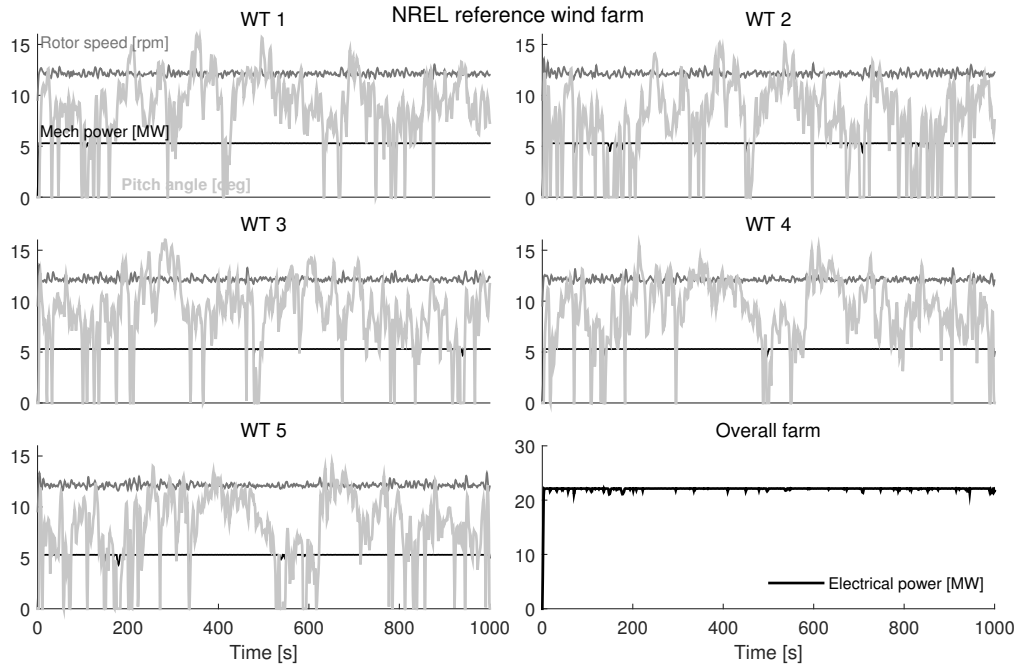 NREL reference wind farm
WT 1
15
10
5
0
Rotor speed [rpm]
Mech power [MW]
Pitch angle [deg]
WT 2
15
10
5
0
WT 3
15
10
5
0
WT 4
15
10
5
0
WT 5
15
10
5
0
0 200 400 600 800 1000
Time [s]
Overall farm
30
20
10
0
Electrical power [MW]
0 200 400 600 800 1000
Time [s]